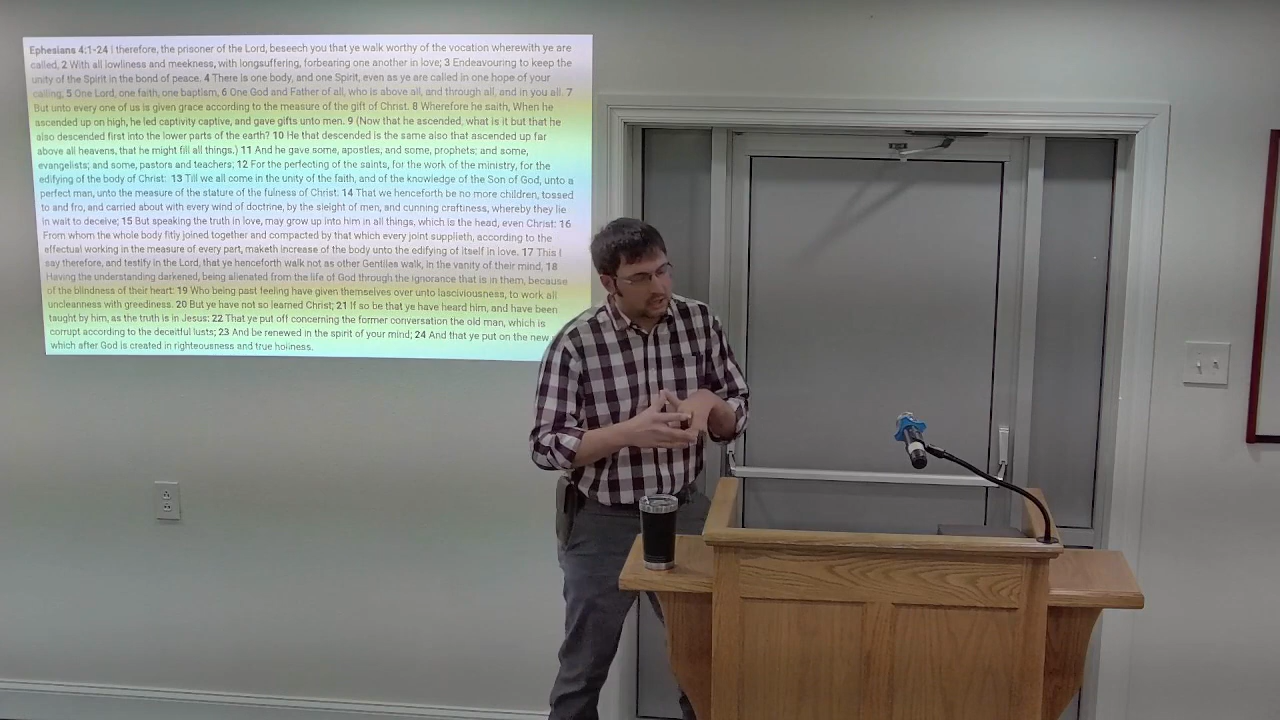 Ephesians 4:1-24 I therefore, the prisoner of the Lord, beseech you that ye walk worthy of the vocation wherewith ye are
called, 2 With all lowliness and meekness, with longsuffering, forbearing one another in love; 3 Endeavouring to keep the
unity of the Spirit in the bond of peace. 4 There is one body, and one Spirit, even as ye are called in one hope of your
calling; 5 One Lord, one faith, one baptism, 6 One God and Father of all, who is above all, and through all, and in you all. 7
But unto every one of us is given grace according to the measure of the gift of Christ. 8 Wherefore he saith, When he
ascended up on high, he led captivity captive, and gave gifts unto men. 9 (Now that he ascended, what is it but that he
also descended first into the lower parts of the earth? 10 He that descended is the same also that ascended up far
above all heavens, that he might fill all things.) 11 And he gave some, apostles; and some, prophets; and some,
evangelists; and some, pastors and teachers; 12 For the perfecting of the saints, for the work of the ministry, for the
edifying of the body of Christ: 13 Till we all come in the unity of the faith, and of the knowledge of the Son of God, unto a
perfect man, unto the measure of the stature of the fulness of Christ: 14 That we henceforth be no more children, tossed
to and fro, and carried about with every wind of doctrine, by the sleight of men, and cunning craftiness, whereby they lie
in wait to deceive; 15 But speaking the truth in love, may grow up into him in all things, which is the head, even Christ: 16
From whom the whole body fitly joined together and compacted by that which every joint supplieth, according to the
effectual working in the measure of every part, maketh increase of the body unto the edifying of itself in love. 17 This I
say therefore, and testify in the Lord, that ye henceforth walk not as other Gentiles walk, in the vanity of their mind, 18
Having the understanding darkened, being alienated from the life of God through the ignorance that is in them, because
of the blindness of their heart: 19 Who being past feeling have given themselves over unto lasciviousness, to work all
uncleanness with greediness. 20 But ye have not so learned Christ; 21 If so be that ye have heard him, and have been
taught by him, as the truth is in Jesus: 22 That ye put off concerning the former conversation the old man, which is
corrupt according to the deceitful lusts; 23 And be renewed in the spirit of your mind; 24 And that ye put on the new
which after God is created in righteousness and true holiness.